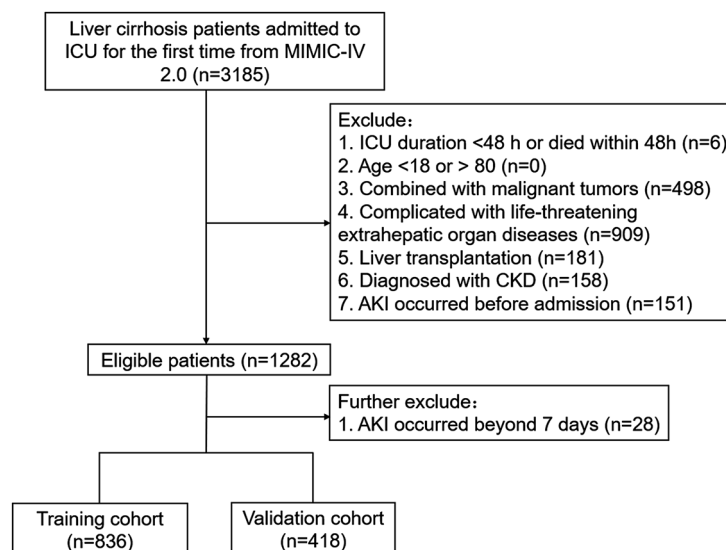 Liver cirrhosis patients admitted to
ICU for the first time from MIMIC-IV
2.0 (n=3185)
Exclude：
1. ICU duration <48 h or died within 48h (n=6)
2. Age <18 or > 80 (n=0)
3. Combined with malignant tumors (n=498)
4. Complicated with life-threatening
extrahepatic organ diseases (n=909)
5. Liver transplantation (n=181)
6. Diagnosed with CKD (n=158)
7. AKI occurred before admission (n=151)
Eligible patients (n=1282)
Further exclude：
1. AKI occurred beyond 7 days (n=28)
Training cohort
(n=836)
Validation cohort
(n=418)